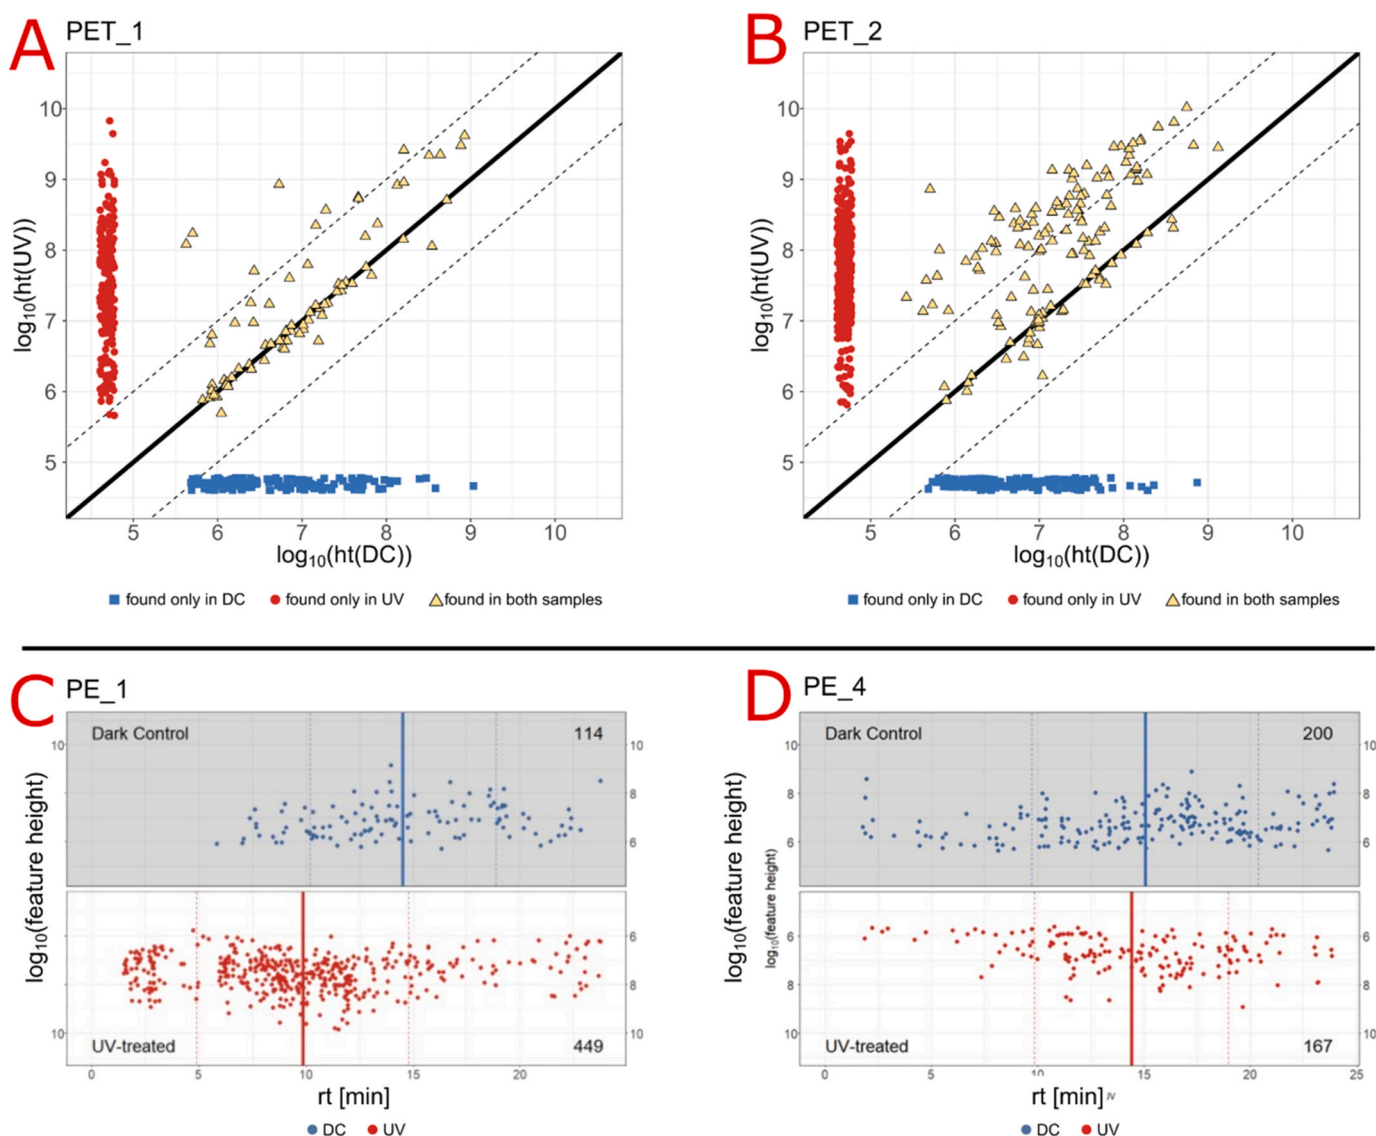 A PET_1
B PET_2
log10(ht(UV))
10
9
8
7
6
5
5 6 7 8 9 10
log10(ht(DC))
found only in DC found only in UV found in both samples
log10(ht(UV))
10
9
8
7
6
5
5 6 7 8 9 10
log10(ht(DC))
found only in DC found only in UV found in both samples
C PE_1
log10(feature height)
Dark Control 114
10
10
8
6
6
8
10
10
UV-treated 449
0 5 10 15 20
rt [min]
DC UV
D PE_4
log10(feature height)
log10(feature height)
Dark Control 200
10
8
6
10
8
6
6
8
10
6
8
10
UV-treated 167
0 5 10 15 20 25
rt [min]
DC UV